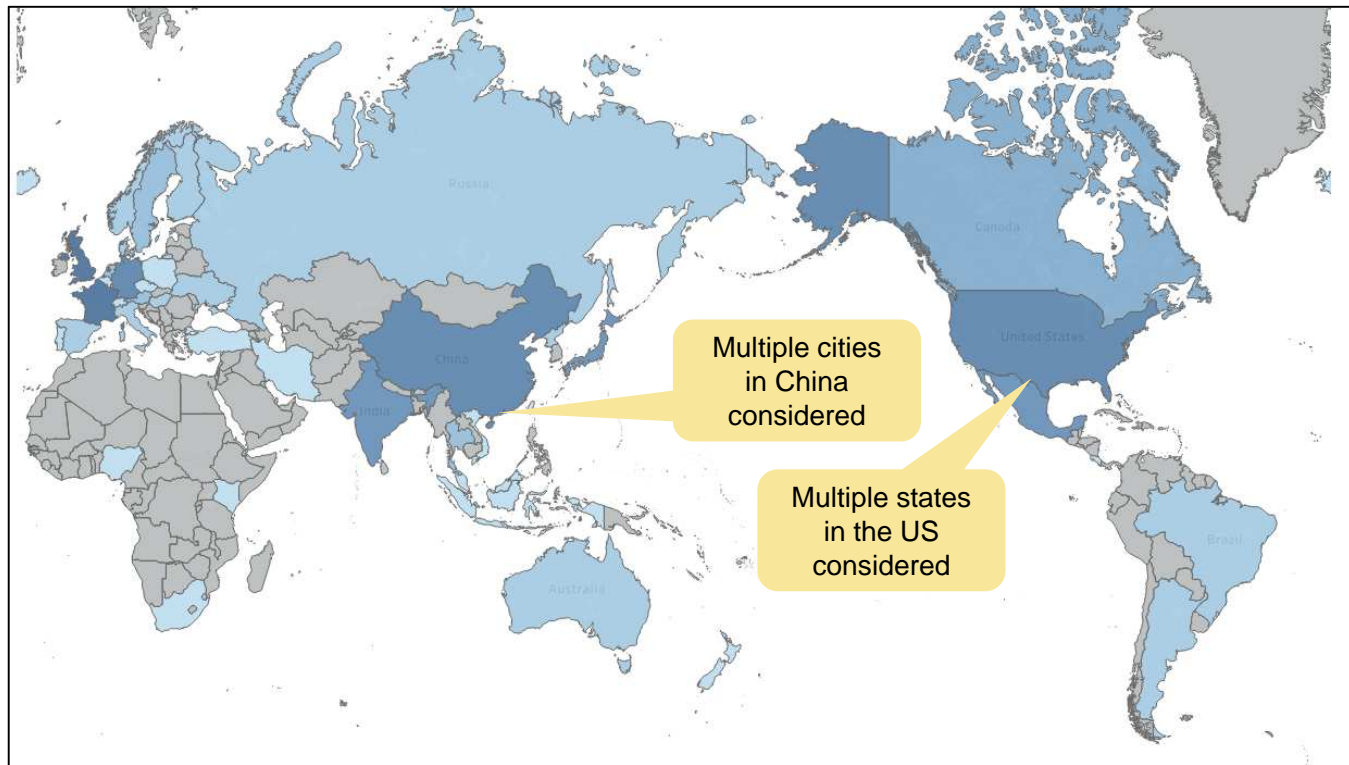 Russia
Canada
United States
China
India
Multiple cities
in China
considered
Multiple states
in the US
considered
Brazil
Australia